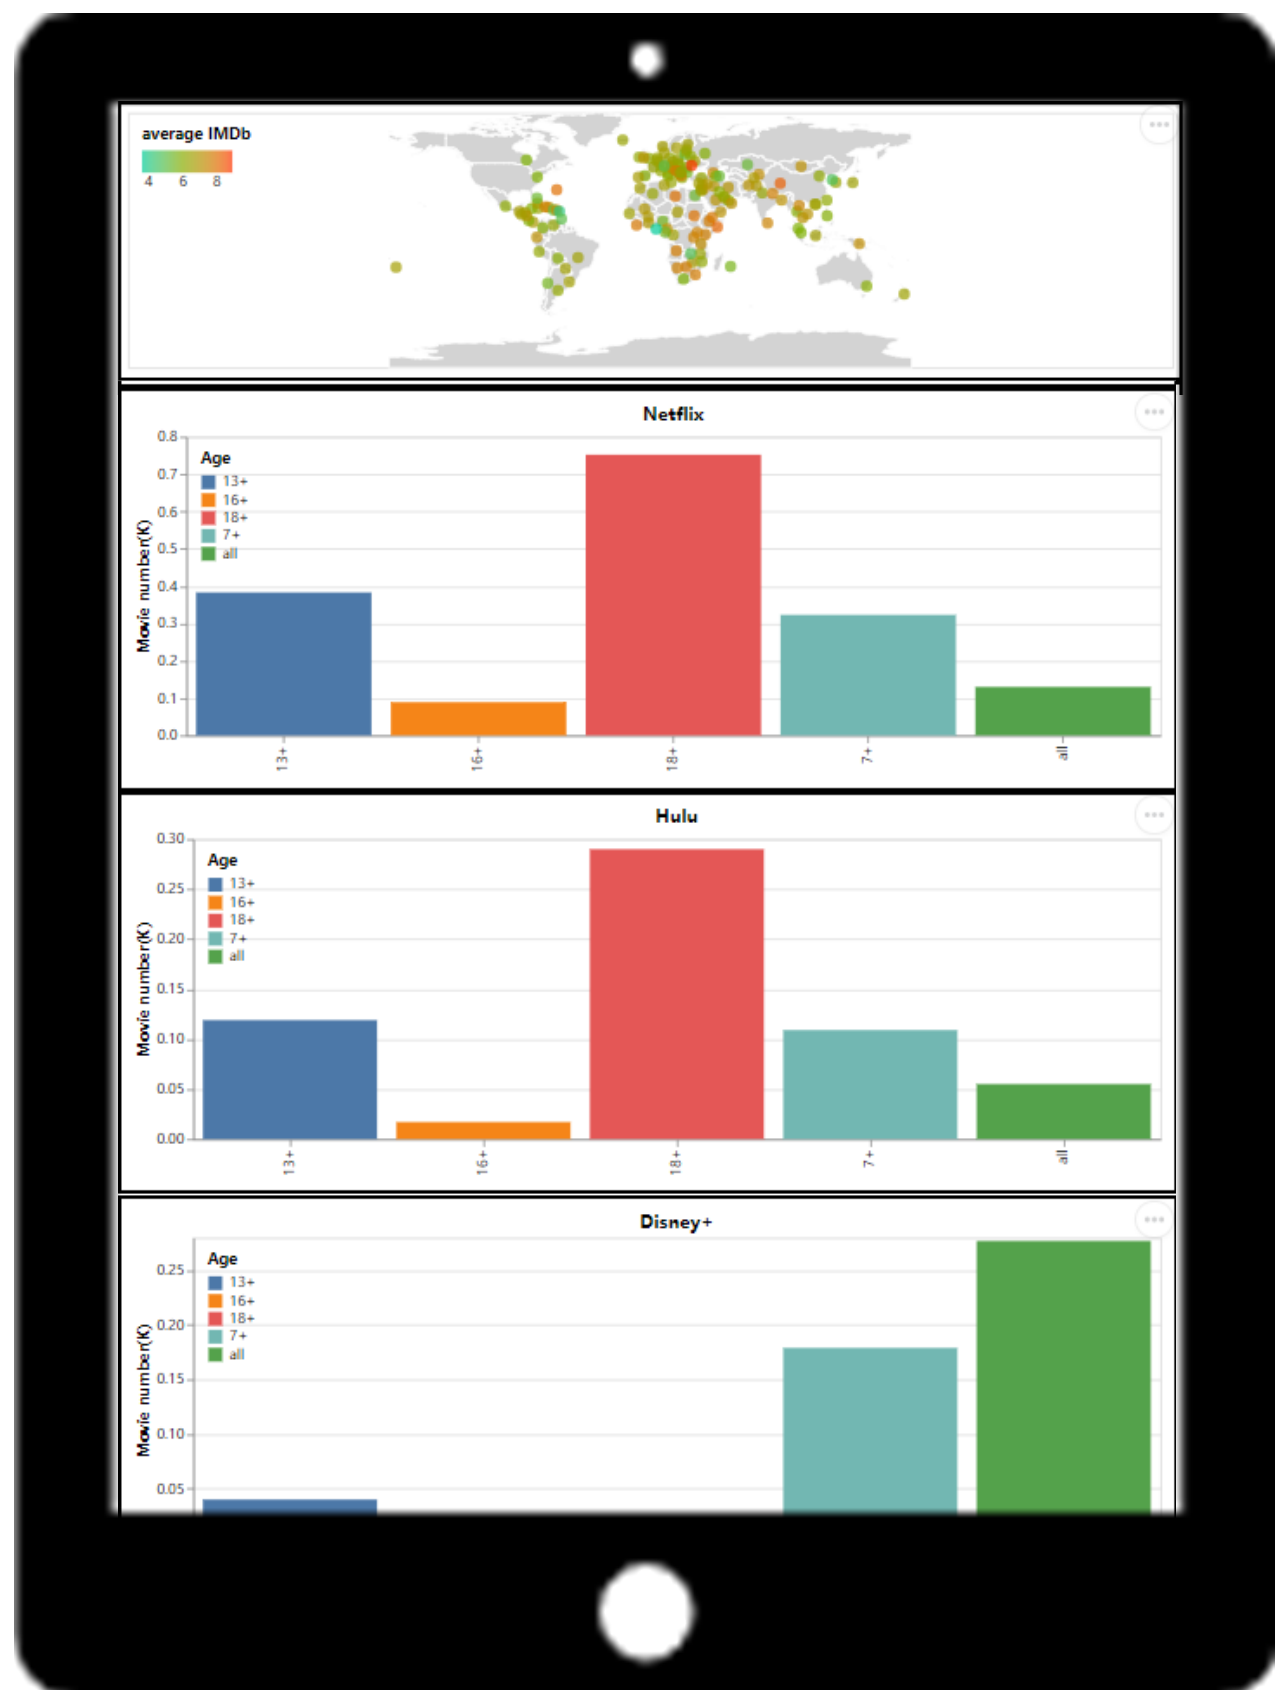 average IMDb
4 6 8
Netflix
Movie number(K)
0.8
0.7
0.6
0.5
0.4
0.3
0.2
0.1
0.0
Age
13+
16+
18+
7+
all
13+ 16+ 18+ 7+ all
Hulu
Movie number(K)
0.30
0.25
0.20
0.15
0.10
0.05
0.00
Age
13+
16+
18+
7+
all
13+ 16+ 18+ 7+ all
Disney+
Movie number(K)
0.25
0.20
0.15
0.10
0.05
Age
13+
16+
18+
7+
all